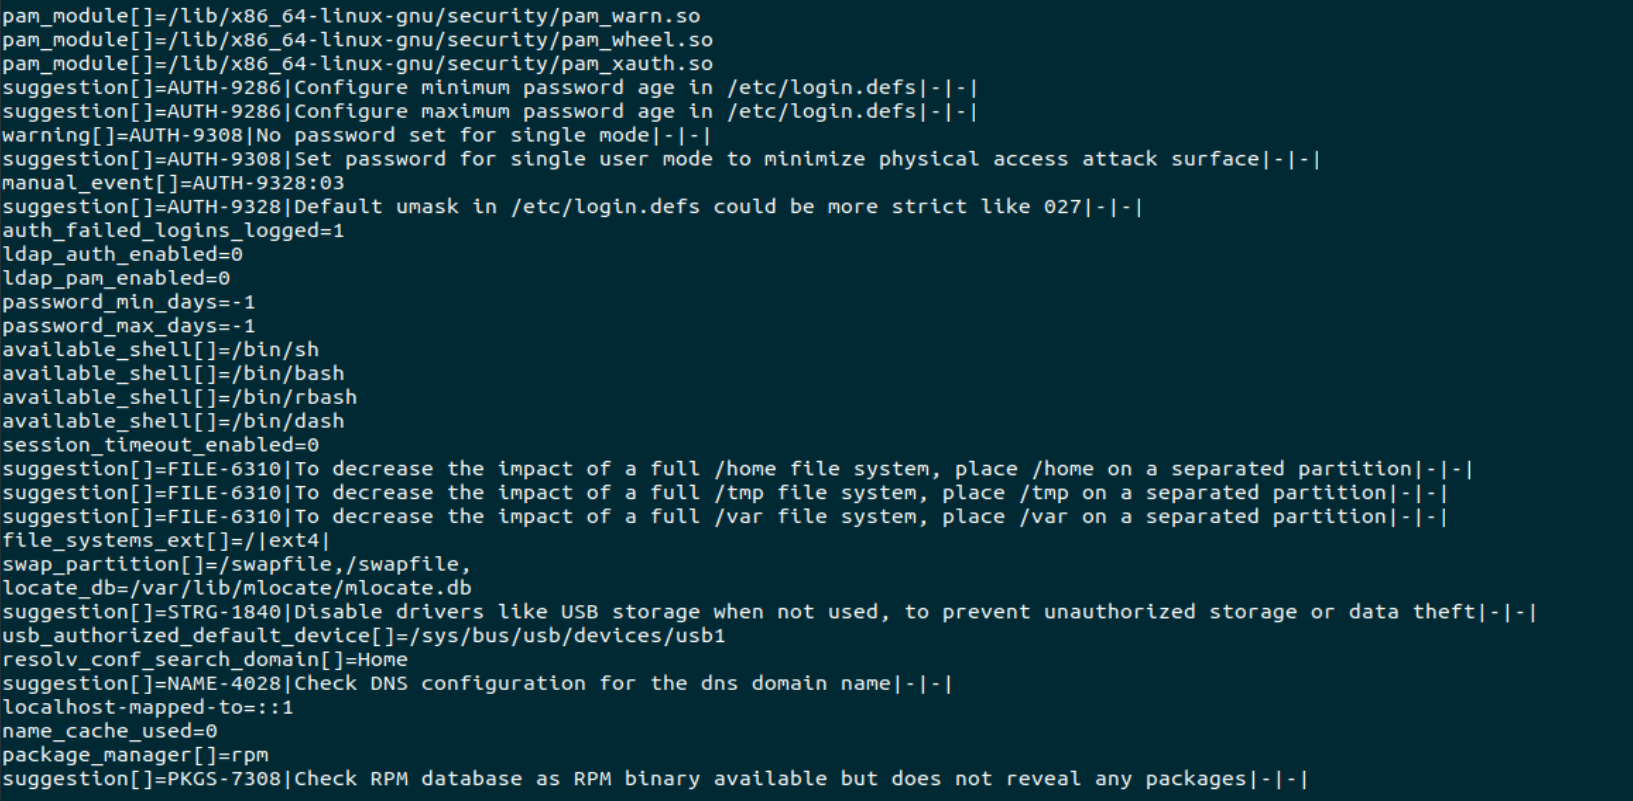 pam_module[]=/lib/x86_64-linux-gnu/security/pam_warn.so
pam_module[]=/lib/x86_64-linux-gnu/security/pam_wheel.so
pam_module[]=/lib/x86_64-linux-gnu/security/pam_xauth.so
suggestion[]=AUTH-9286|Configure minimum password age in /etc/login.defs|-|-|
suggestion[]=AUTH-9286|Configure maximum password age in /etc/login.defs|-|-|
warning[]=AUTH-9308|No password set for single mode|-|-|
suggestion[]=AUTH-9308|Set password for single user mode to minimize physical access attack surface|-|-|
manual_event[]=AUTH-9328:03
suggestion[]=AUTH-9328|Default umask in /etc/login.defs could be more strict like 027|-|-|
auth_failed_logins_logged=1
ldap_auth_enabled=0
ldap_pam_enabled=0
password_min_days=-1
password_max_days=-1
available_shell[]=/bin/sh
available_shell[]=/bin/bash
available_shell[]=/bin/rbash
available_shell[]=/bin/dash
session_timeout_enabled=0
suggestion[]=FILE-6310|To decrease the impact of a full /home file system, place /home on a separated partition|-|-|
suggestion[]=FILE-6310|To decrease the impact of a full /tmp file system, place /tmp on a separated partition|-|-|
suggestion[]=FILE-6310|To decrease the impact of a full /var file system, place /var on a separated partition|-|-|
file_systems_ext[]=/|ext4|
swap_partition[]=/swapfile,/swapfile,
locate_db=/var/lib/mlocate/mlocate.db
suggestion[]=STRG-1840|Disable drivers like USB storage when not used, to prevent unauthorized storage or data theft|-|-|
usb_authorized_default_device[]=/sys/bus/usb/devices/usb1
resolv_conf_search_domain[]=Home
suggestion[]=NAME-4028|Check DNS configuration for the dns domain name|-|-|
localhost-mapped-to=::1
name_cache_used=0
package_manager[]=rpm
suggestion[]=PKGS-7308|Check RPM database as RPM binary available but does not reveal any packages|-|-|